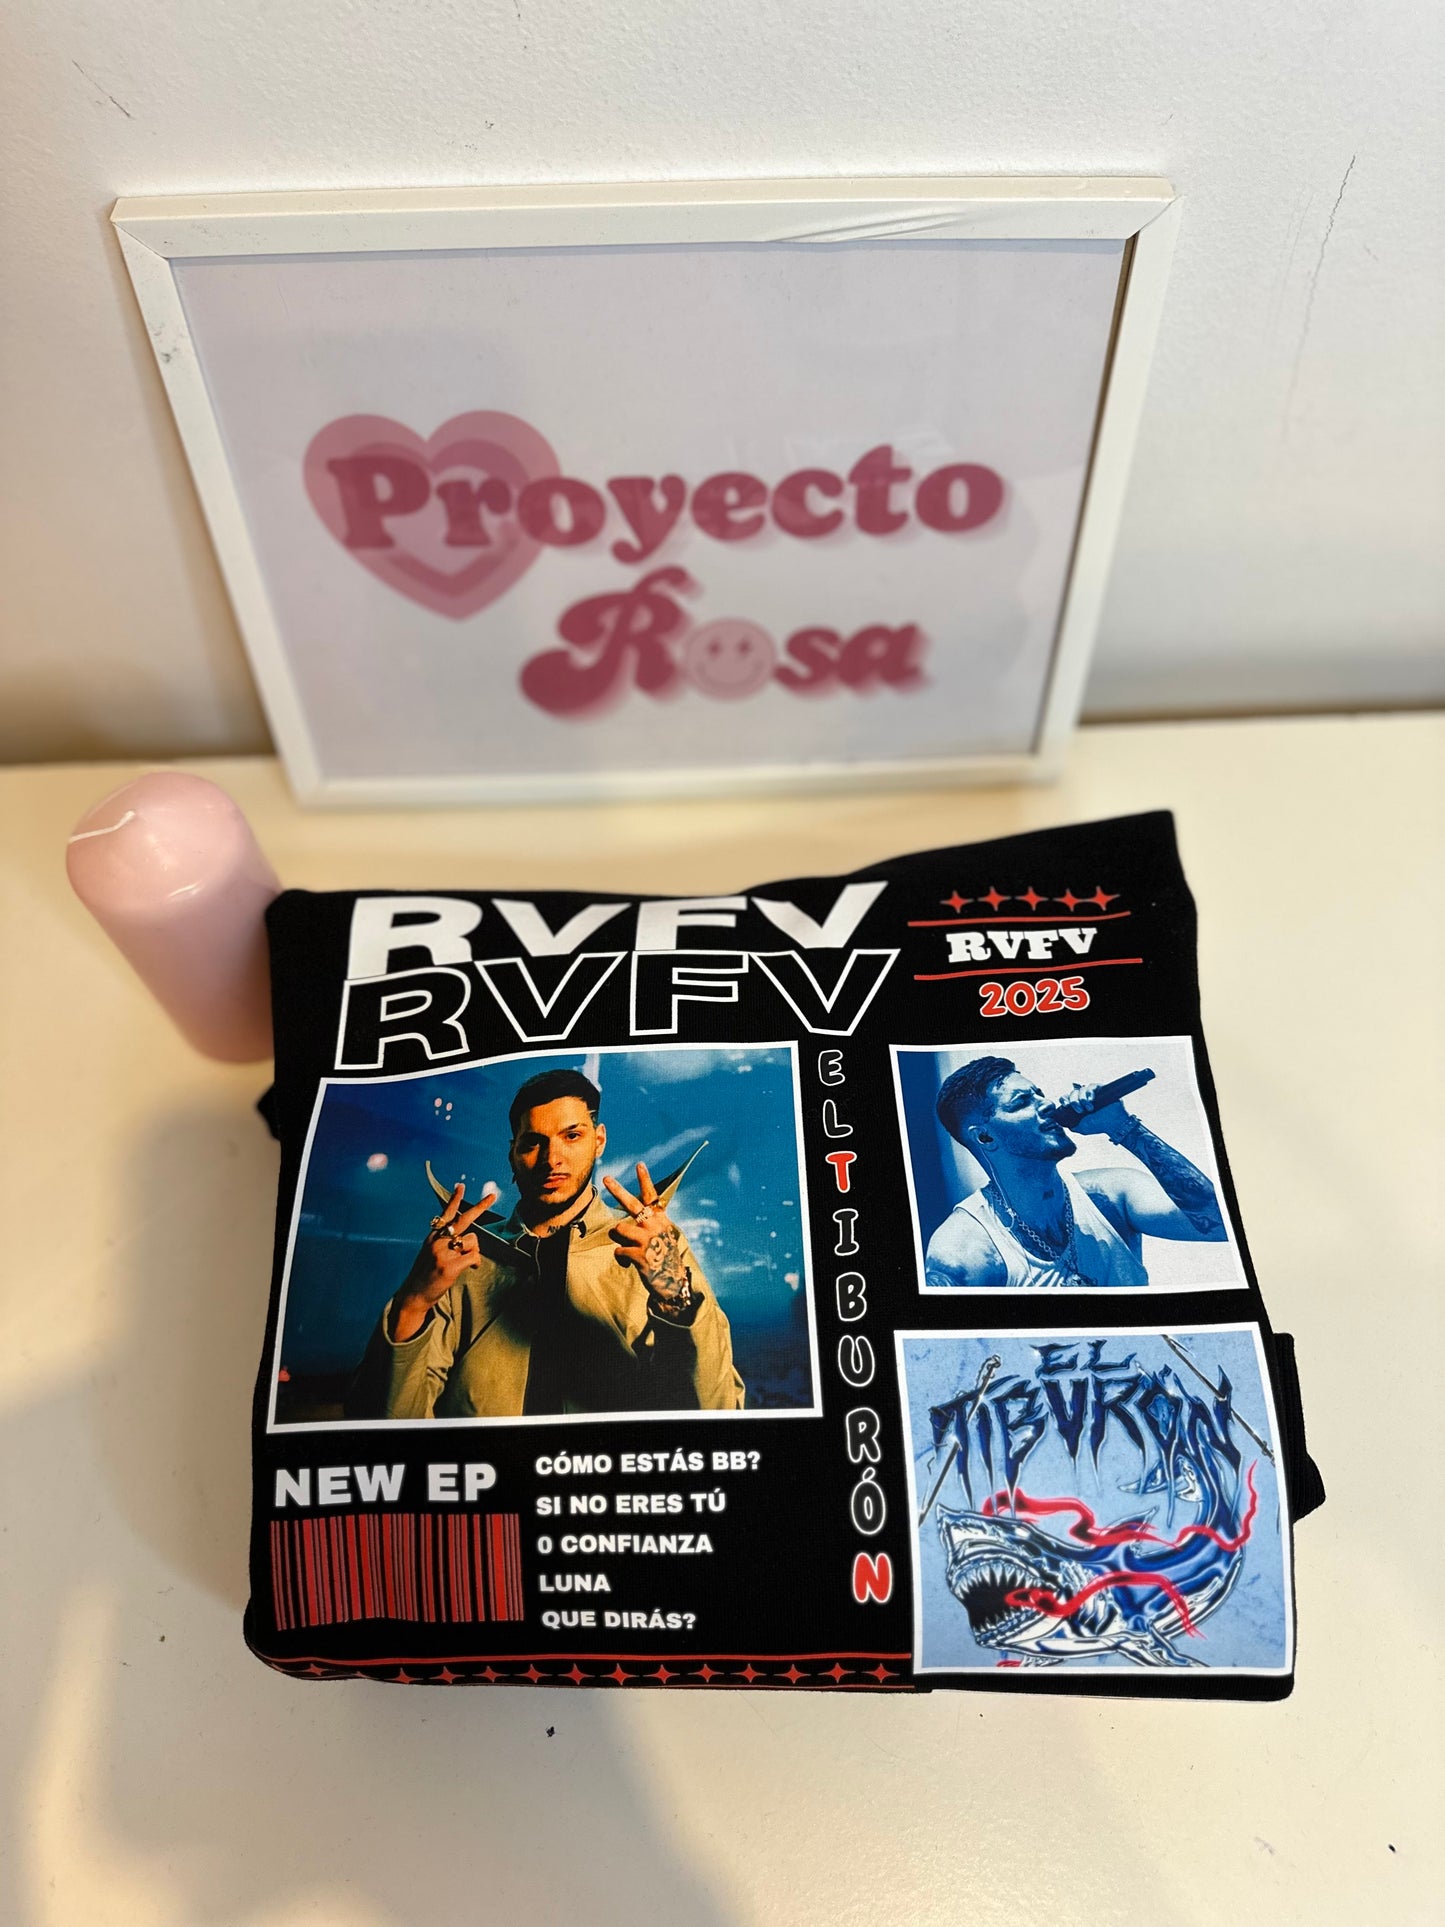 Proyecto
Rosa
RVFV
RVFV
RVFV
2025
EL TIBURÓN
NEW EP
CÓMO ESTÁS BB?
SI NO ERES TÚ
0 CONFIANZA
LUNA
QUE DIRÁS?
EL
TIBURÓN